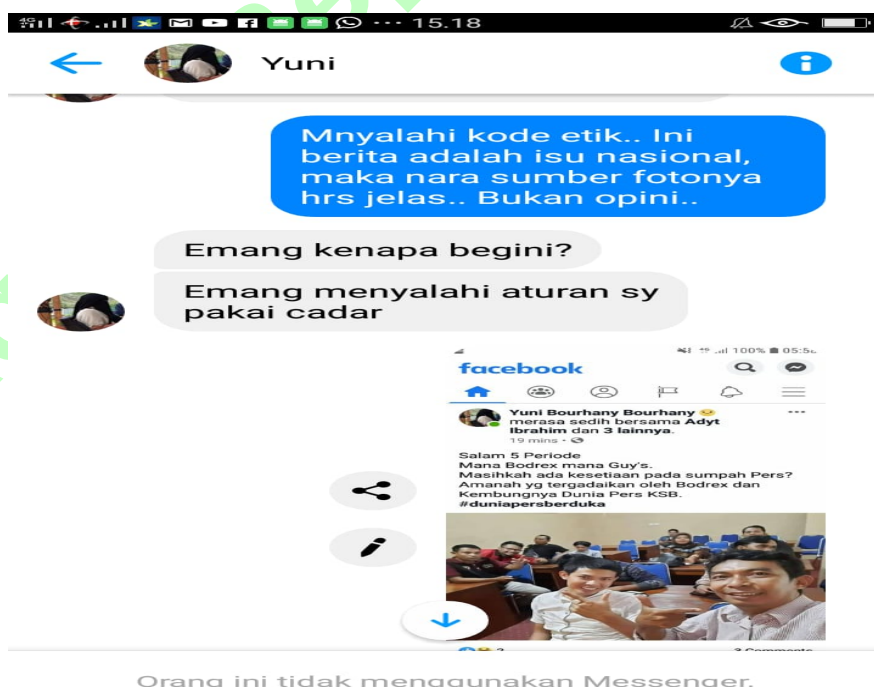 15.18
Yuni
Mnyalahi kode etik.. Ini
berita adalah isu nasional,
maka nara sumber fotonya
hrs jelas.. Bukan opini..
Emang kenapa begini?
Emang menyalahi aturan sy
pakai cadar
100%
facebook
Yuni Bourhany Bourhany
merasa sedih bersama Adyt
Ibrahim dan 3 lainnya.
19 mins
Salam 5 Periode
Mana Bodrex mana Guy's.
Masihkah ada kesetiaan pada sumpah Pers?
Amanah yg tergadaikan oleh Bodrex dan
Kembungnya Dunia Pers KSB.
#duniapersberduka
3 Comments
Orang ini tidak menggunakan Messenger.